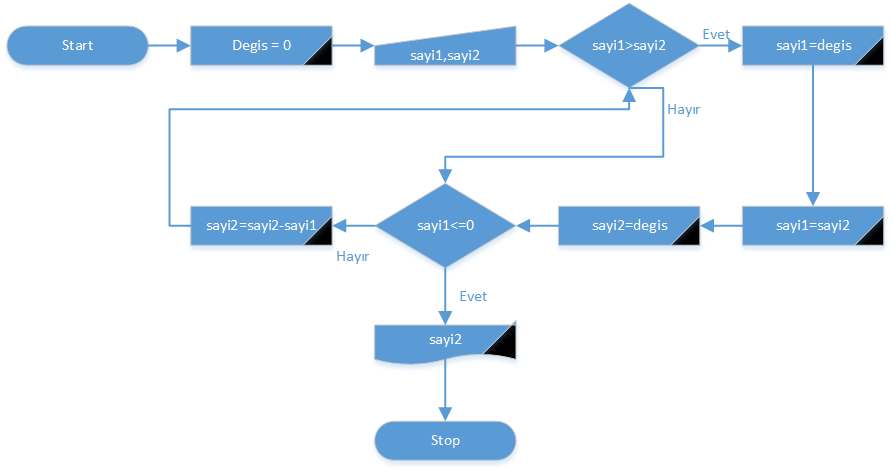 Start
Degis = 0
sayi1,sayi2
sayi1>sayi2
Evet
sayi1=degis
Hayır
sayi2=sayi2-sayi1
Hayır
sayi1<=0
sayi2=degis
sayi1=sayi2
Evet
sayi2
Stop